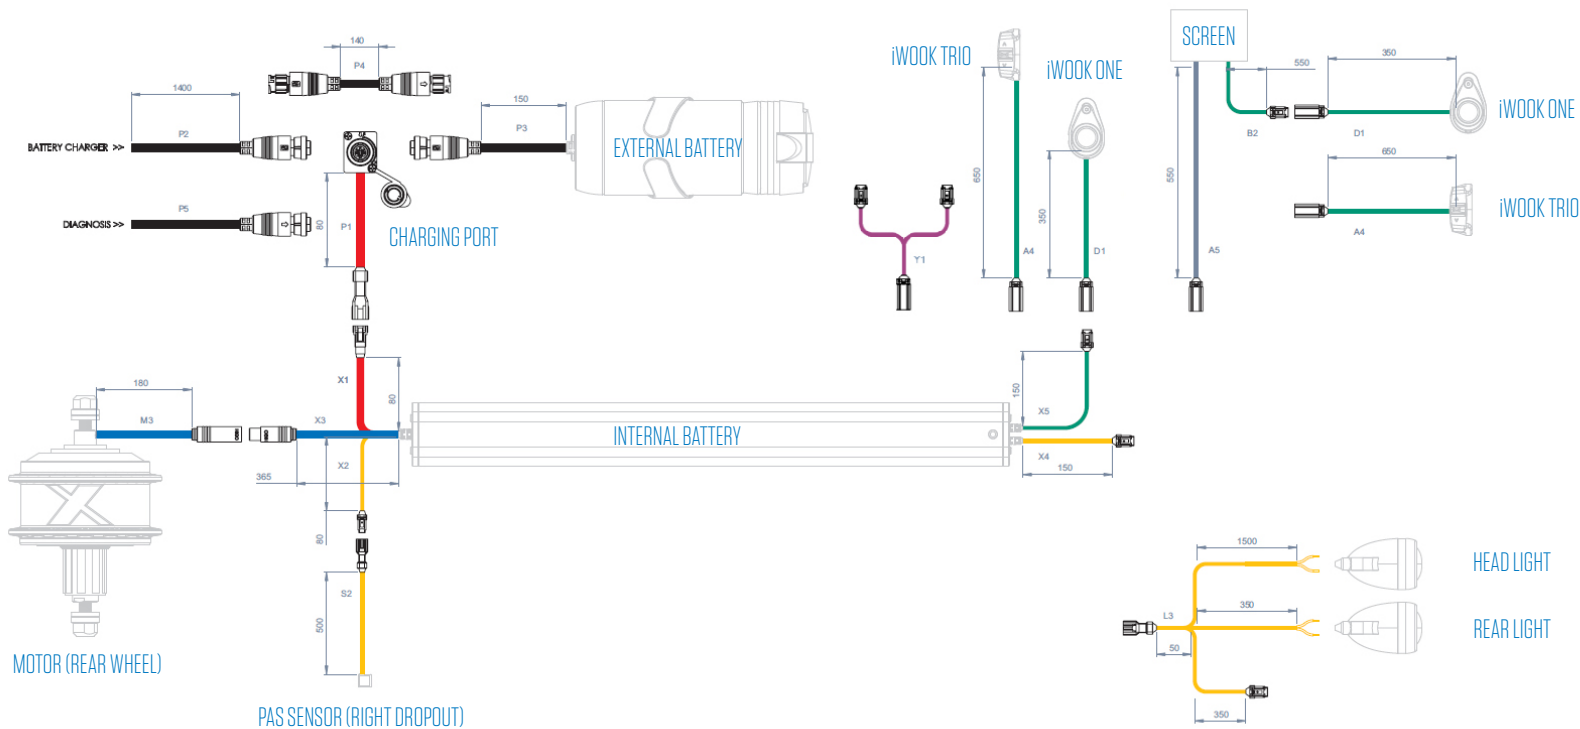 140
P4
1400
P2
BATTERY CHARGER >>
150
P3
EXTERNAL BATTERY
P5
DIAGNOSIS >>
80
P1
CHARGING PORT
iWOOK TRIO
iWOOK ONE
650
A4
350
D1
Y1
SCREEN
550
B2
350
D1
iWOOK ONE
550
A5
650
A4
iWOOK TRIO
180
M3
X1
80
X3
X2
365
80
INTERNAL BATTERY
150
X5
X4
150
S2
500
MOTOR (REAR WHEEL)
PAS SENSOR (RIGHT DROPOUT)
1500
HEAD LIGHT
L3
350
REAR LIGHT
50
350